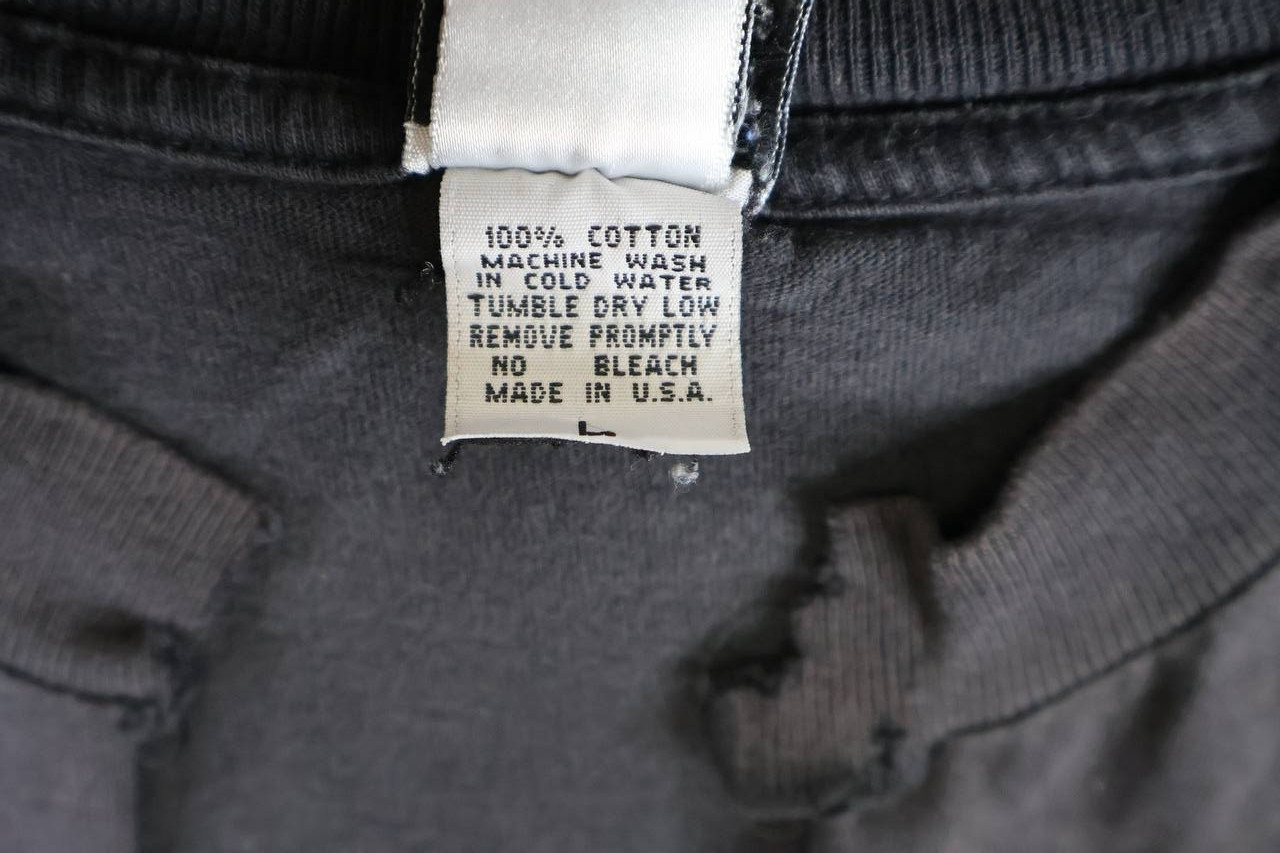 100% COTTON
MACHINE WASH
IN COLD WATER
TUMBLE DRY LOW
REMOVE PROMPTLY
NO BLEACH
MADE IN U.S.A.
L